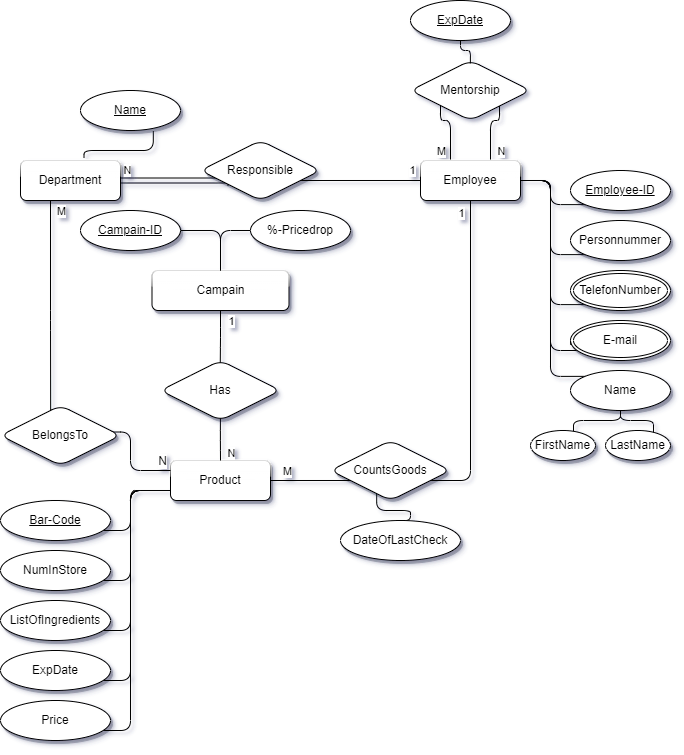 ExpDate
Mentorship
Name
M
N
Department
N
Responsible
1
Employee
M
1
Employee-ID
Campain-ID
%-Pricedrop
Personnummer
Campain
TelefonNumber
1
E-mail
Has
Name
BelongsTo
FirstName
LastName
N
N
Product
M
CountsGoods
Bar-Code
DateOfLastCheck
NumInStore
ListOfIngredients
ExpDate
Price